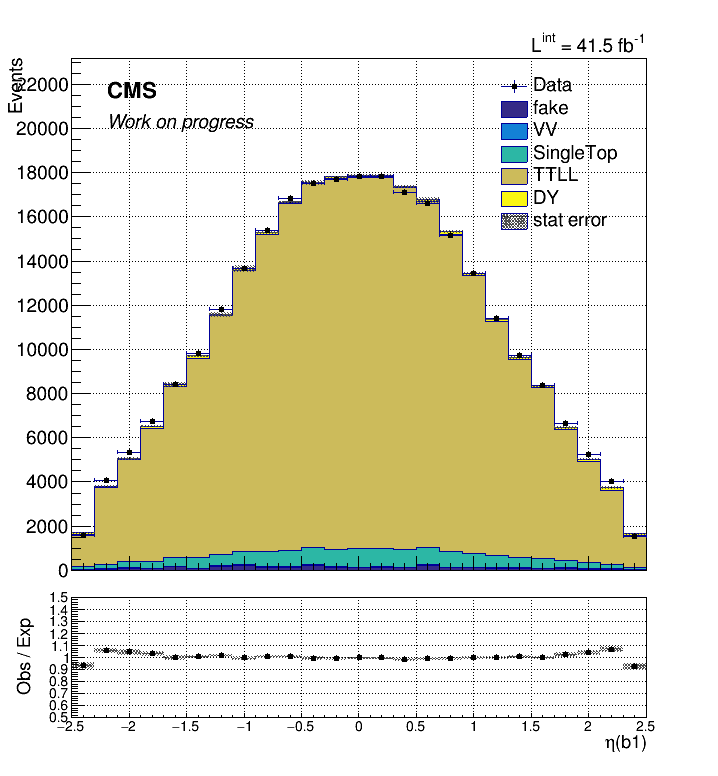 L^int = 41.5 fb^-1
Events
CMS
Work on progress
Data
fake
VV
SingleTop
TTLL
DY
stat error
22000
20000
18000
16000
14000
12000
10000
8000
6000
4000
2000
0
Obs / Exp
1.5
1.4
1.3
1.2
1.1
1
0.9
0.8
0.7
0.6
0.5
−2.5 −2 −1.5 −1 −0.5 0 0.5 1 1.5 2 2.5
η(b1)